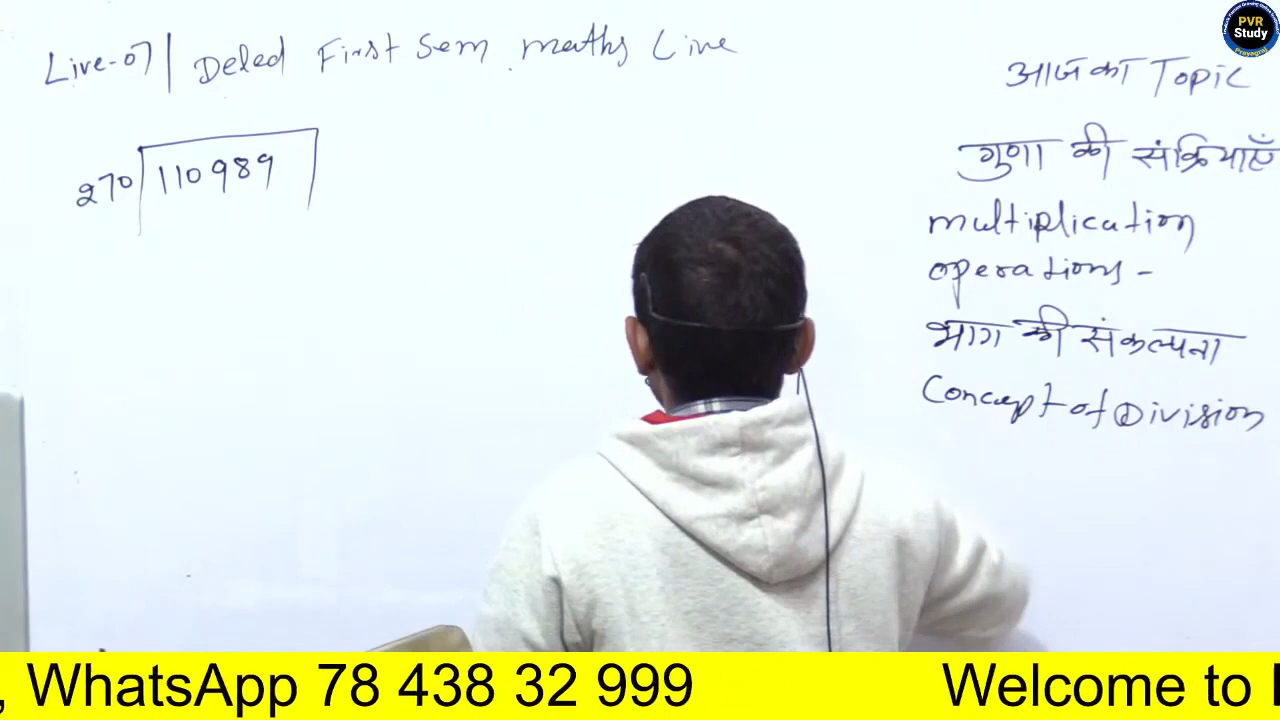 Live-07 | Deled First Sem maths Live
270 110989
आज का Topic
गुणा की संक्रियाएँ
multiplication
operations -
भाग की संकल्पना
Concept of Division
PVR
Study
Prayagraj
, WhatsApp 78 438 32 999
Welcome to